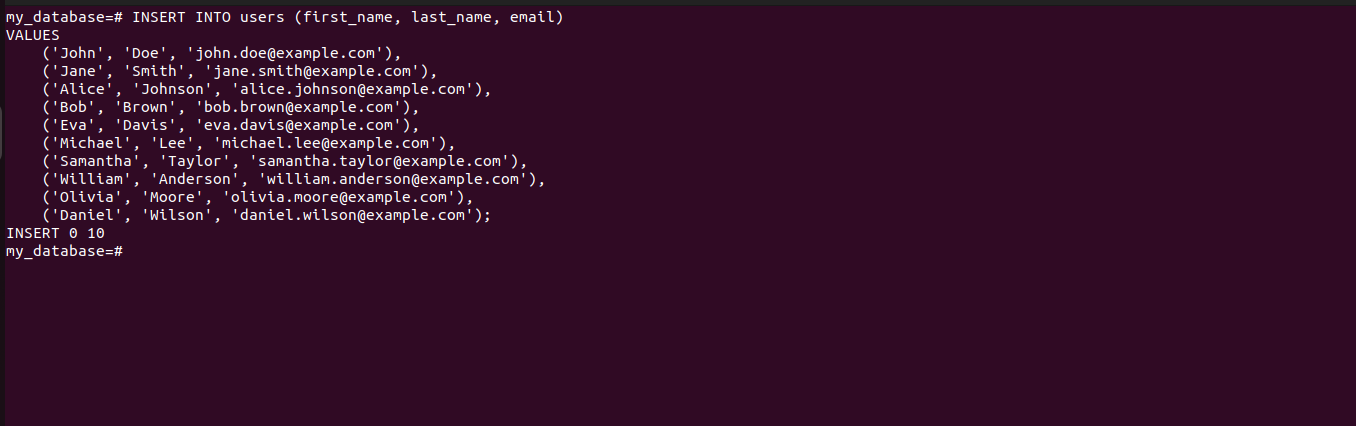 my_database=# INSERT INTO users (first_name, last_name, email)
VALUES
    ('John', 'Doe', 'john.doe@example.com'),
    ('Jane', 'Smith', 'jane.smith@example.com'),
    ('Alice', 'Johnson', 'alice.johnson@example.com'),
    ('Bob', 'Brown', 'bob.brown@example.com'),
    ('Eva', 'Davis', 'eva.davis@example.com'),
    ('Michael', 'Lee', 'michael.lee@example.com'),
    ('Samantha', 'Taylor', 'samantha.taylor@example.com'),
    ('William', 'Anderson', 'william.anderson@example.com'),
    ('Olivia', 'Moore', 'olivia.moore@example.com'),
    ('Daniel', 'Wilson', 'daniel.wilson@example.com');
INSERT 0 10
my_database=#